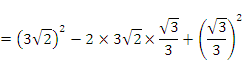 = (3√2)² − 2 × 3√2 × √3/3 + (√3/3)²